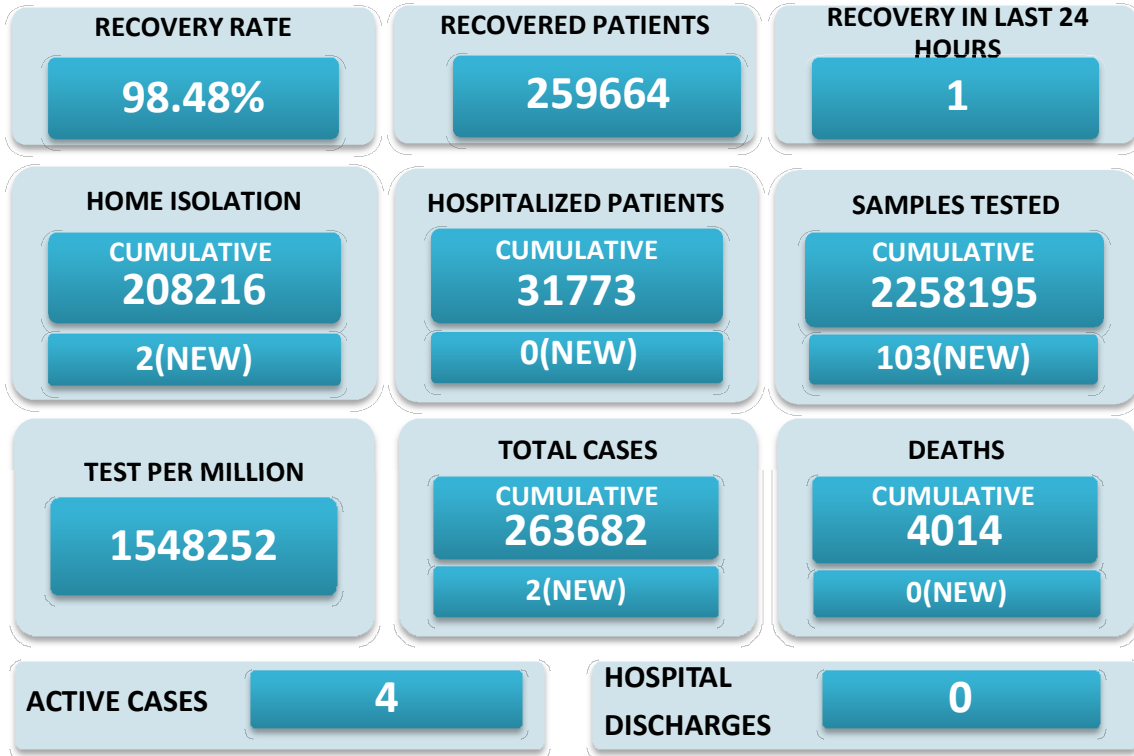 RECOVERY RATE
98.48%
RECOVERED PATIENTS
259664
RECOVERY IN LAST 24
HOURS
1
HOME ISOLATION
CUMULATIVE
208216
2(NEW)
HOSPITALIZED PATIENTS
CUMULATIVE
31773
0(NEW)
SAMPLES TESTED
CUMULATIVE
2258195
103(NEW)
TEST PER MILLION
1548252
TOTAL CASES
CUMULATIVE
263682
2(NEW)
DEATHS
CUMULATIVE
4014
0(NEW)
ACTIVE CASES
4
HOSPITAL
DISCHARGES
0